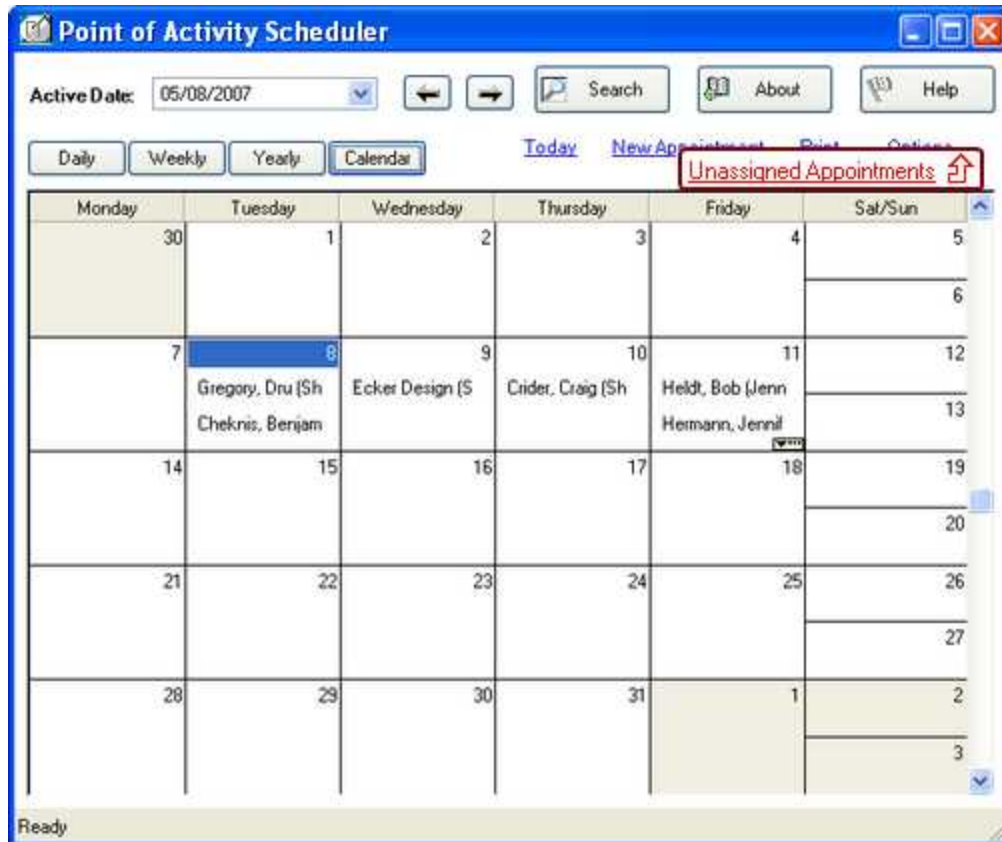 Point of Activity Scheduler
Active Date: 05/08/2007 Search About Help
Daily Weekly Yearly Calendar Today New Appointment Print Options
Unassigned Appointments
Monday Tuesday Wednesday Thursday Friday Sat/Sun
30 1 2 3 4 5
6
7 8 9 10 11 12
Gregory, Dru (Sh Ecker Design (S Crider, Craig (Sh Heldt, Bob (Jenn
13
Cheknis, Benjam Hermann, Jennif
14 15 16 17 18 19
20
21 22 23 24 25 26
27
28 29 30 31 1 2
3
Ready